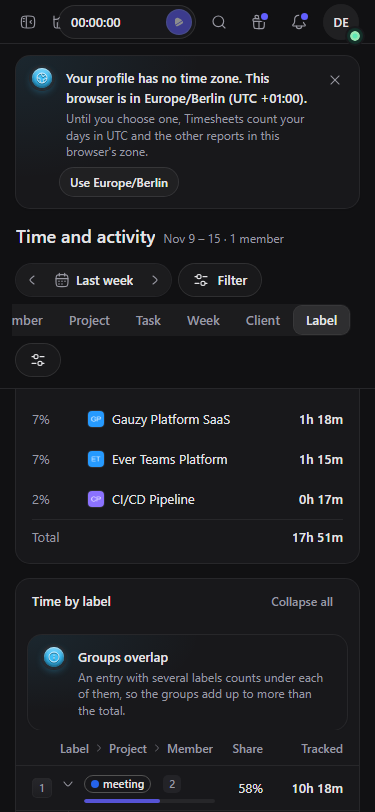 00:00:00
DE
Your profile has no time zone. This
browser is in Europe/Berlin (UTC +01:00).
Until you choose one, Timesheets count your
days in UTC and the other reports in this
browser's zone.
Use Europe/Berlin
Time and activity Nov 9 – 15 · 1 member
Last week
Filter
mber Project Task Week Client Label
7% GP Gauzy Platform SaaS 1h 18m
7% ET Ever Teams Platform 1h 15m
2% CP CI/CD Pipeline 0h 17m
Total 17h 51m
Time by label Collapse all
Groups overlap
An entry with several labels counts under each
of them, so the groups add up to more than
the total.
Label > Project > Member Share Tracked
1 meeting 2 58% 10h 18m